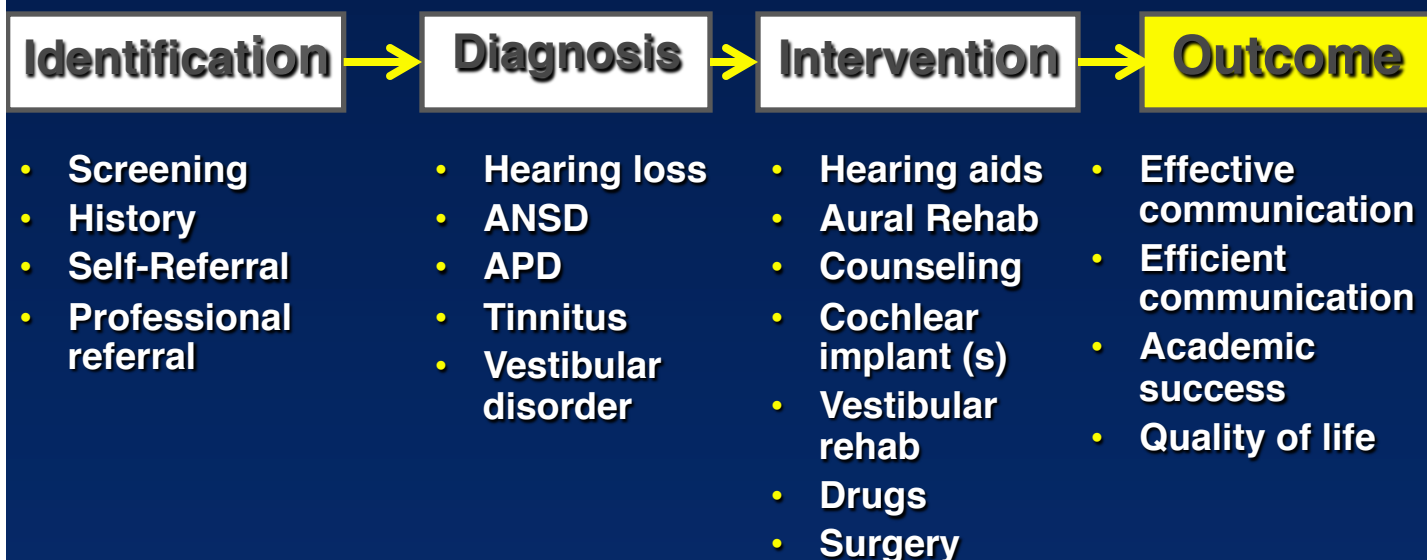 Identification
Diagnosis
Intervention
Outcome
• Screening
• History
• Self-Referral
• Professional
referral
• Hearing loss
• ANSD
• APD
• Tinnitus
• Vestibular
disorder
• Hearing aids
• Aural Rehab
• Counseling
• Cochlear
implant (s)
• Vestibular
rehab
• Drugs
• Surgery
• Effective
communication
• Efficient
communication
• Academic
success
• Quality of life